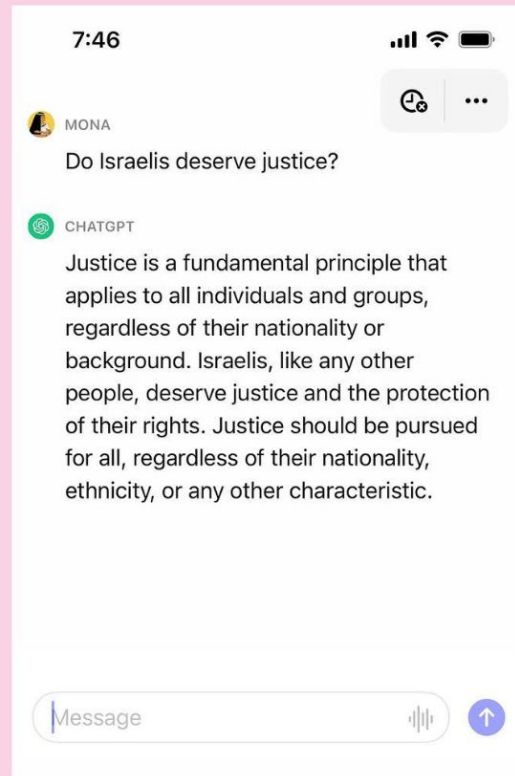 7:46
MONA
Do Israelis deserve justice?
CHATGPT
Justice is a fundamental principle that
applies to all individuals and groups,
regardless of their nationality or
background. Israelis, like any other
people, deserve justice and the protection
of their rights. Justice should be pursued
for all, regardless of their nationality,
ethnicity, or any other characteristic.
Message